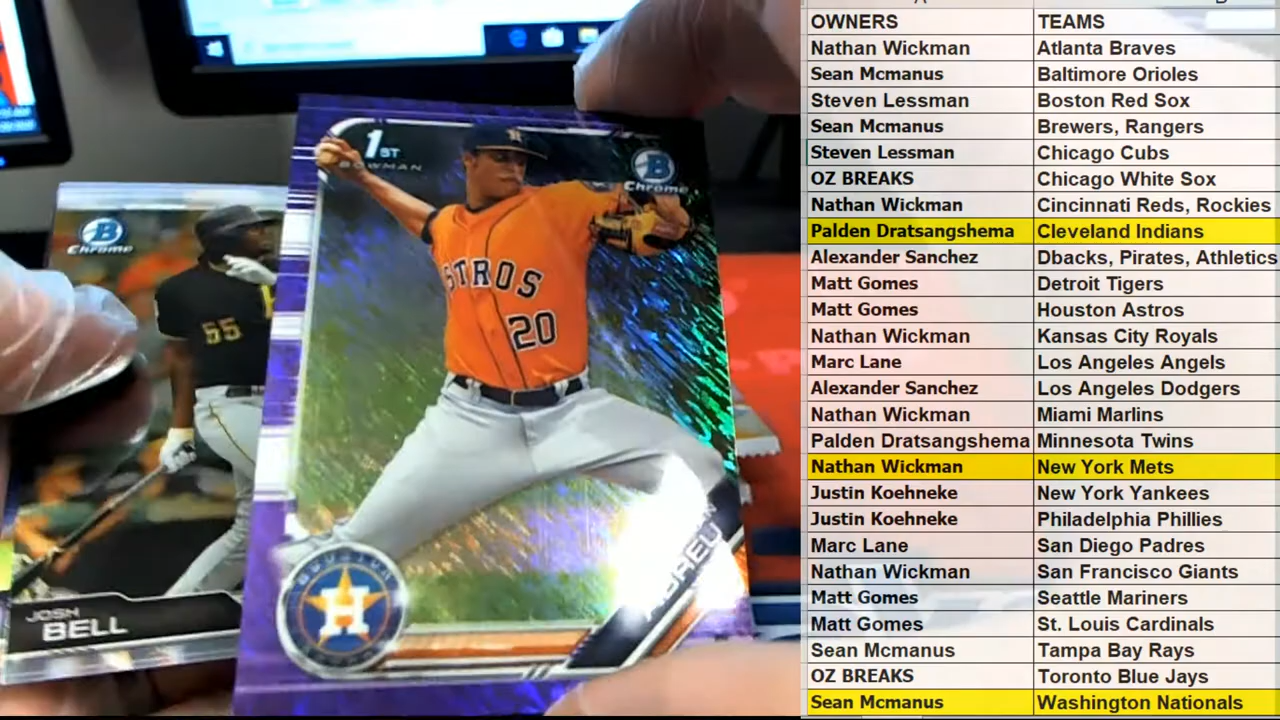 1ST
BOWMAN
B
Chrome
B
Chrome
ASTROS
20
55
HOUSTON
H
ABREU
JOSH
BELL
OWNERS TEAMS
Nathan Wickman Atlanta Braves
Sean Mcmanus Baltimore Orioles
Steven Lessman Boston Red Sox
Sean Mcmanus Brewers, Rangers
Steven Lessman Chicago Cubs
OZ BREAKS Chicago White Sox
Nathan Wickman Cincinnati Reds, Rockies
Palden Dratsangshema Cleveland Indians
Alexander Sanchez Dbacks, Pirates, Athletics
Matt Gomes Detroit Tigers
Matt Gomes Houston Astros
Nathan Wickman Kansas City Royals
Marc Lane Los Angeles Angels
Alexander Sanchez Los Angeles Dodgers
Nathan Wickman Miami Marlins
Palden Dratsangshema Minnesota Twins
Nathan Wickman New York Mets
Justin Koehneke New York Yankees
Justin Koehneke Philadelphia Phillies
Marc Lane San Diego Padres
Nathan Wickman San Francisco Giants
Matt Gomes Seattle Mariners
Matt Gomes St. Louis Cardinals
Sean Mcmanus Tampa Bay Rays
OZ BREAKS Toronto Blue Jays
Sean Mcmanus Washington Nationals